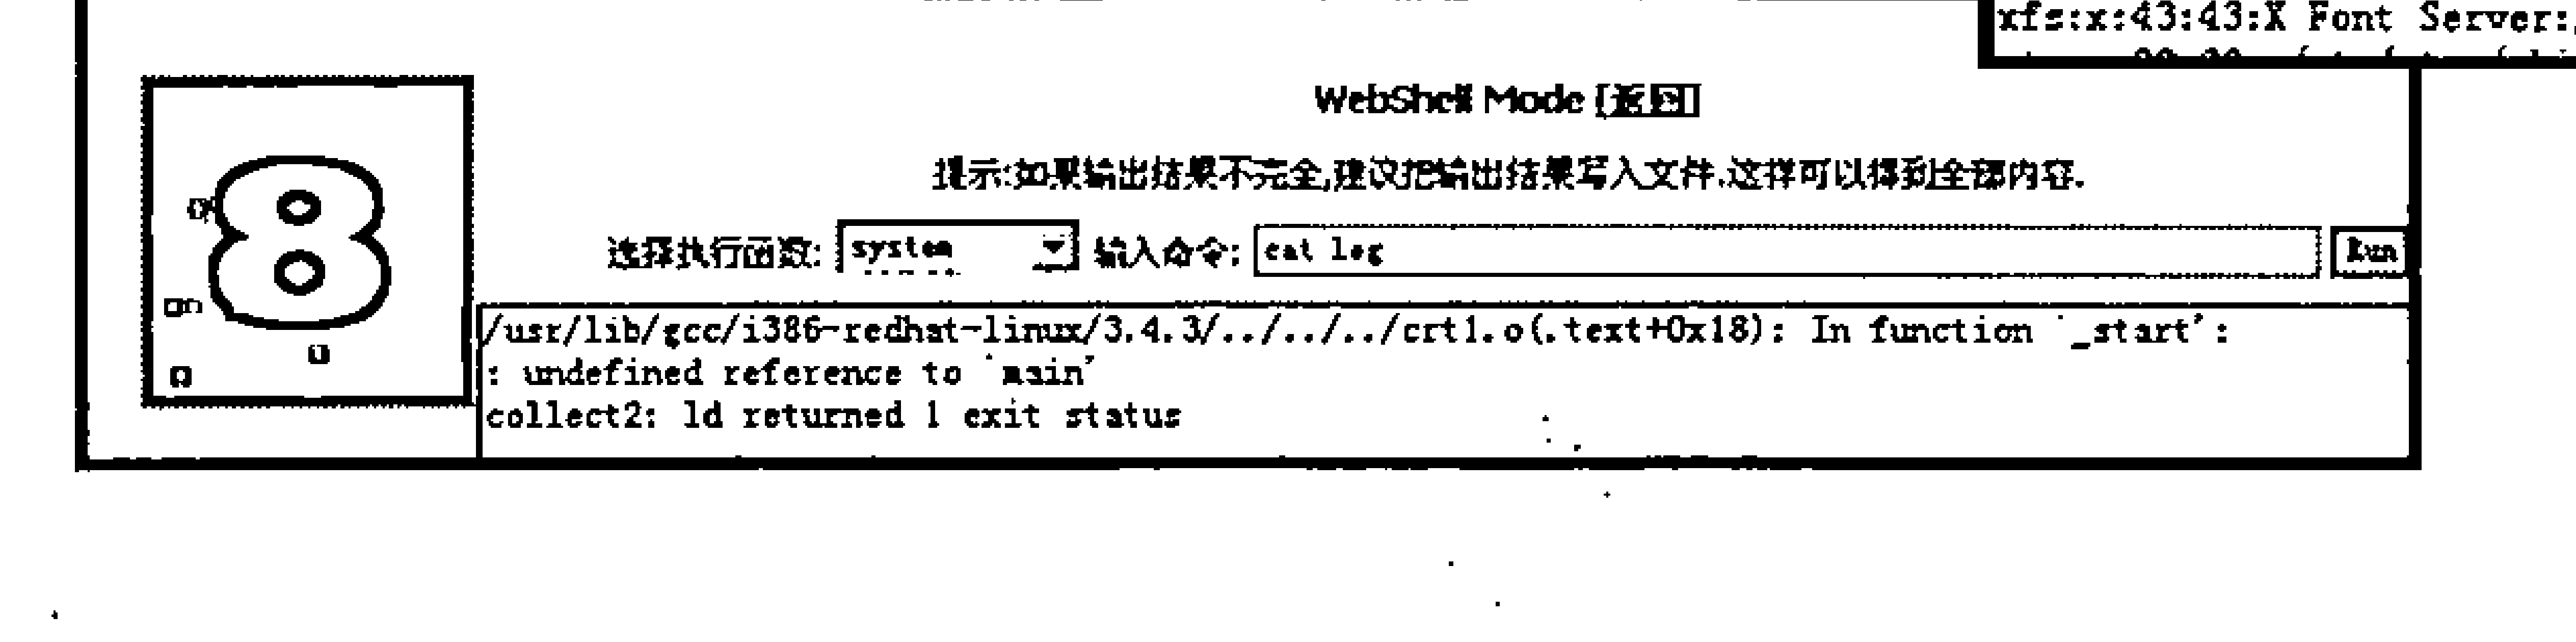 xfs:x:43:43:X Font Server:
WebShell Mode [返回]
提示:如果输出结果不完全,建议把输出结果写入文件.这样可以得到全部内容.
选择执行函数: system 输入命令: cat log Run
8
/usr/lib/gcc/i386-redhat-linux/3.4.3/../../../crt1.o(.text+0x18): In function `_start':
: undefined reference to `main'
collect2: ld returned 1 exit status